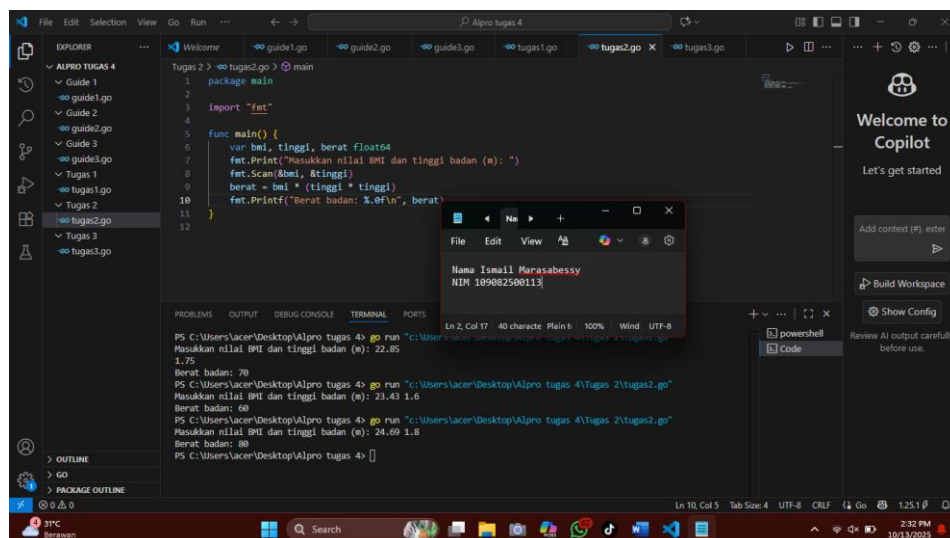 File Edit Selection View Go Run ...
Alpro tugas 4
EXPLORER
ALPRO TUGAS 4
Guide 1
guide1.go
Guide 2
guide2.go
Guide 3
guide3.go
Tugas 1
tugas1.go
Tugas 2
tugas2.go
Tugas 3
tugas3.go
OUTLINE
GO
PACKAGE OUTLINE
Welcome guide1.go guide2.go guide3.go tugas1.go tugas2.go tugas3.go
Tugas 2 > tugas2.go > main
1 package main
2
3 import "fmt"
4
5 func main() {
6 var bmi, tinggi, berat float64
7 fmt.Print("Masukkan nilai BMI dan tinggi badan (m): ")
8 fmt.Scan(&bmi, &tinggi)
9 berat = bmi * (tinggi * tinggi)
10 fmt.Printf("Berat badan: %.0f\n", berat)
11 }
12
File Edit View
Nama Ismail Marasabessy
NIM 109082500113
Ln 2, Col 17 40 characte Plain t 100% Wind UTF-8
PROBLEMS OUTPUT DEBUG CONSOLE TERMINAL PORTS
PS C:\Users\acer\Desktop\Alpro tugas 4> go run "c:\Users\acer\Desktop\Alpro tugas 4\Tugas 2\tugas2.go"
Masukkan nilai BMI dan tinggi badan (m): 22.85
1.75
Berat badan: 70
PS C:\Users\acer\Desktop\Alpro tugas 4> go run "c:\Users\acer\Desktop\Alpro tugas 4\Tugas 2\tugas2.go"
Masukkan nilai BMI dan tinggi badan (m): 23.43 1.6
Berat badan: 60
PS C:\Users\acer\Desktop\Alpro tugas 4> go run "c:\Users\acer\Desktop\Alpro tugas 4\Tugas 2\tugas2.go"
Masukkan nilai BMI dan tinggi badan (m): 24.69 1.8
Berat badan: 80
PS C:\Users\acer\Desktop\Alpro tugas 4>
powershell
Code
Welcome to
Copilot
Let's get started
Add context (#), exter
Build Workspace
Show Config
Review AI output carefull
before use.
0 0
Ln 10, Col 5 Tab Size: 4 UTF-8 CRLF Go 1.25.1
31°C
Berawan
Search
2:32 PM
10/13/2025